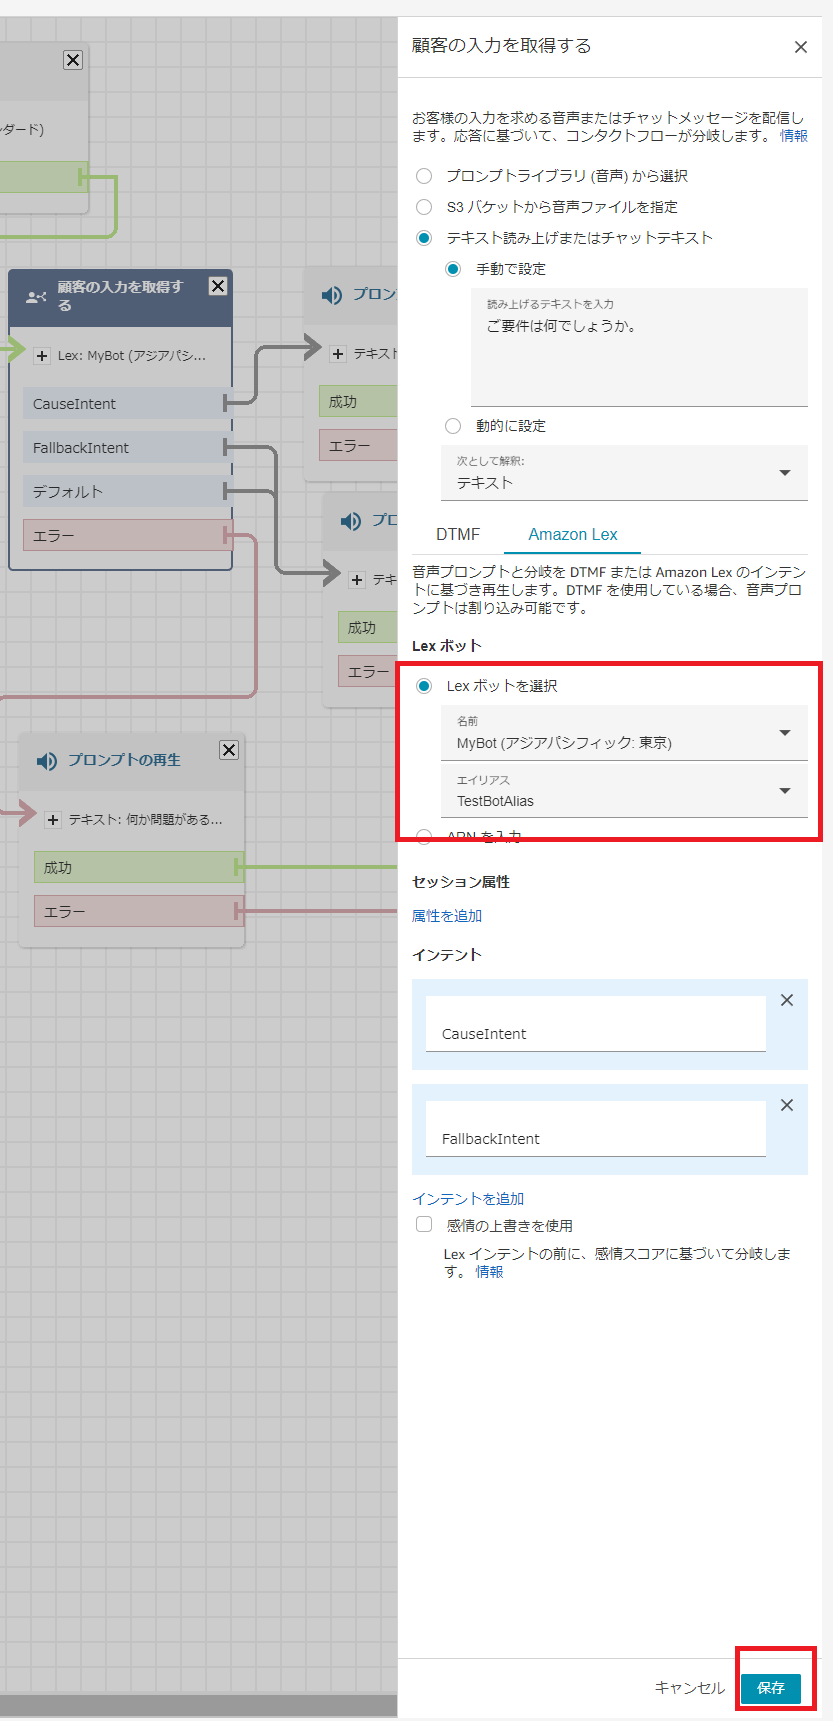 ンダード)
顧客の入力を取得す
る
Lex: MyBot (アジアパシ...
CauseIntent
FallbackIntent
デフォルト
エラー
プロン
テキスト
成功
エラー
プロ
テキ
成功
エラー
プロンプトの再生
テキスト: 何か問題がある...
成功
エラー
顧客の入力を取得する
お客様の入力を求める音声またはチャットメッセージを配信し
ます。応答に基づいて、コンタクトフローが分岐します。 情報
プロンプトライブラリ (音声) から選択
S3 バケットから音声ファイルを指定
テキスト読み上げまたはチャットテキスト
手動で設定
読み上げるテキストを入力
ご要件は何でしょうか。
動的に設定
次として解釈:
テキスト
DTMF Amazon Lex
音声プロンプトと分岐を DTMF または Amazon Lex のインテン
トに基づき再生します。DTMF を使用している場合、音声プロ
ンプトは割り込み可能です。
Lex ボット
Lex ボットを選択
名前
MyBot (アジアパシフィック: 東京)
エイリアス
TestBotAlias
ARN を入力
セッション属性
属性を追加
インテント
CauseIntent
FallbackIntent
インテントを追加
感情の上書きを使用
Lex インテントの前に、感情スコアに基づいて分岐しま
す。 情報
キャンセル 保存